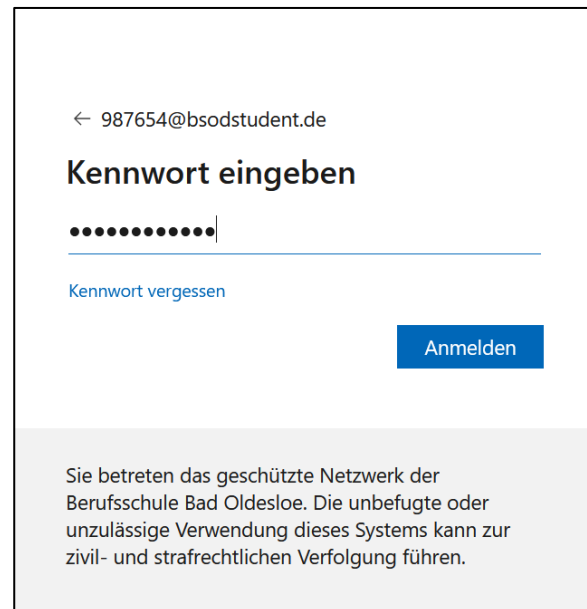 ← 987654@bsodstudent.de
Kennwort eingeben
●●●●●●●●●●●●
Kennwort vergessen
Anmelden
Sie betreten das geschützte Netzwerk der
Berufsschule Bad Oldesloe. Die unbefugte oder
unzulässige Verwendung dieses Systems kann zur
zivil- und strafrechtlichen Verfolgung führen.